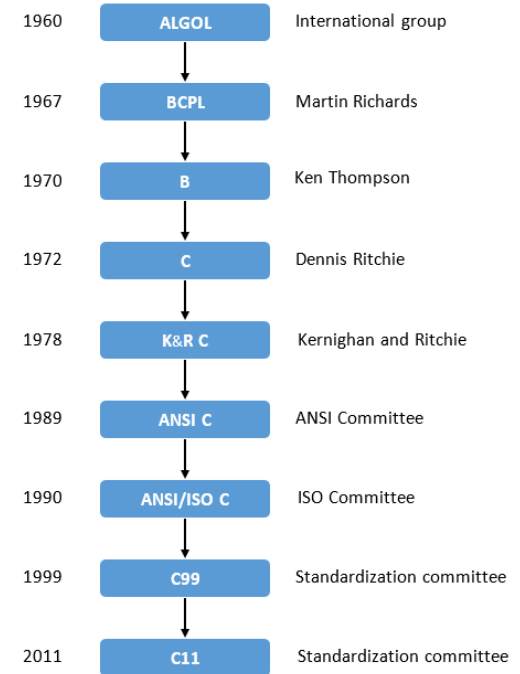 1960 ALGOL International group
1967 BCPL Martin Richards
1970 B Ken Thompson
1972 C Dennis Ritchie
1978 K&R C Kernighan and Ritchie
1989 ANSI C ANSI Committee
1990 ANSI/ISO C ISO Committee
1999 C99 Standardization committee
2011 C11 Standardization committee